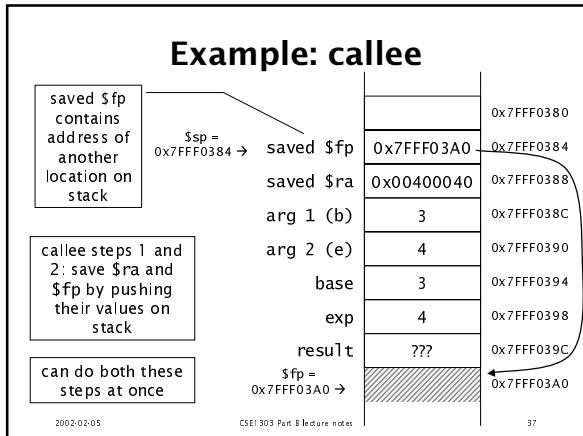 Example: callee
saved $fp
contains
address of
another
location on
stack
$sp =
0x7FFF0384 →
callee steps 1 and
2: save $ra and
$fp by pushing
their values on
stack
can do both these
steps at once
0x7FFF0380
saved $fp 0x7FFF03A0 0x7FFF0384
saved $ra 0x00400040 0x7FFF0388
arg 1 (b) 3 0x7FFF038C
arg 2 (e) 4 0x7FFF0390
base 3 0x7FFF0394
exp 4 0x7FFF0398
result ??? 0x7FFF039C
$fp =
0x7FFF03A0 →
0x7FFF03A0
2002-02-05 CSE1303 Part B lecture notes 37